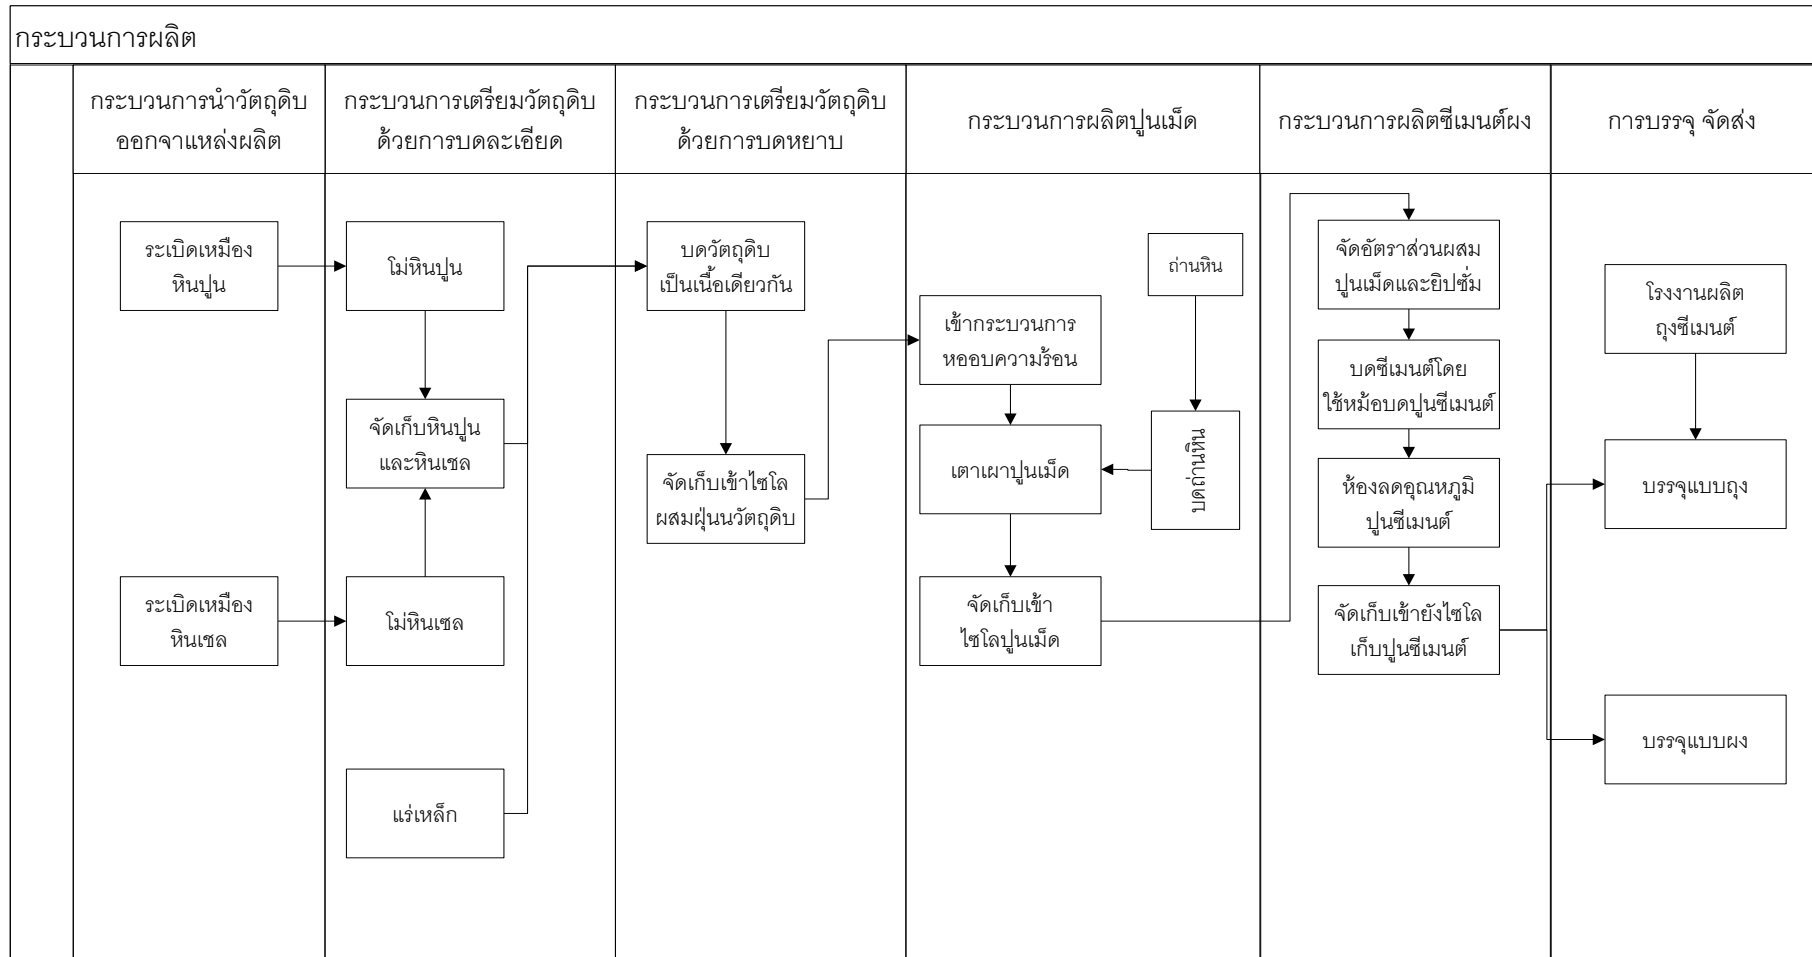 กระบวนการผลิต
กระบวนการนำวัตถุดิบ
ออกจาแหล่งผลิต
กระบวนการเตรียมวัตถุดิบ
ด้วยการบดละเอียด
กระบวนการเตรียมวัตถุดิบ
ด้วยการบดหยาบ
กระบวนการผลิตปูนเม็ด
กระบวนการผลิตซีเมนต์ผง
การบรรจุ จัดส่ง
ระเบิดเหมือง
หินปูน
ระเบิดเหมือง
หินเชล
โม่หินปูน
จัดเก็บหินปูน
และหินเชล
โม่หินเซล
แร่เหล็ก
บดวัตถุดิบ
เป็นเนื้อเดียวกัน
จัดเก็บเข้าไซโล
ผสมฝุ่นนวัตถุดิบ
เข้ากระบวนการ
หออบความร้อน
เตาเผาปูนเม็ด
จัดเก็บเข้า
ไซโลปูนเม็ด
ถ่านหิน
บดถ่านหิน
จัดอัตราส่วนผสม
ปูนเม็ดและยิปซั่ม
บดซีเมนต์โดย
ใช้หม้อบดปูนซีเมนต์
ห้องลดอุณหภูมิ
ปูนซีเมนต์
จัดเก็บเข้ายังไซโล
เก็บปูนซีเมนต์
โรงงานผลิต
ถุงซีเมนต์
บรรจุแบบถุง
บรรจุแบบผง